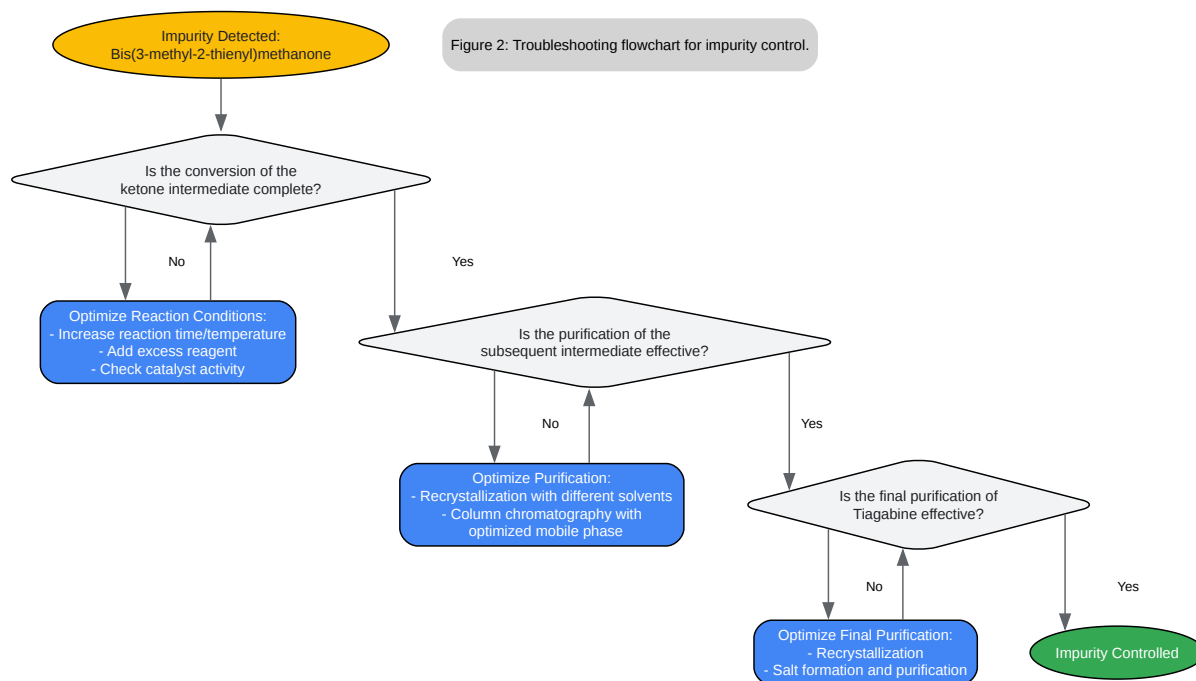 Impurity Detected:
Bis(3-methyl-2-thienyl)methanone
Figure 2: Troubleshooting flowchart for impurity control.
Is the conversion of the
ketone intermediate complete?
No
Yes
Optimize Reaction Conditions:
- Increase reaction time/temperature
- Add excess reagent
- Check catalyst activity
Is the purification of the
subsequent intermediate effective?
No
Yes
Optimize Purification:
- Recrystallization with different solvents
- Column chromatography with
optimized mobile phase
Is the final purification of
Tiagabine effective?
No
Yes
Optimize Final Purification:
- Recrystallization
- Salt formation and purification
Impurity Controlled